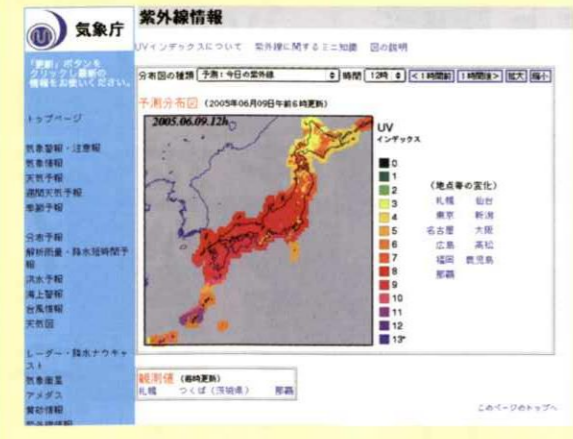 気象庁
「更新」ボタンを
クリックし最新の
情報をお使いください。
トップページ
気象警報・注意報
気象情報
天気予報
週間天気予報
季節予報
分布予報
解析雨量・降水短時間予
報
洪水予報
海上警報
台風情報
天気図
レーダー・降水ナウキャ
スト
気象衛星
アメダス
黄砂情報
紫外線情報
紫外線情報
UVインデックスについて 紫外線に関するミニ知識 図の説明
分布図の種類 予測：今日の紫外線 時間 12時 <1時間前 1時間後> 拡大 縮小
予測分布図 (2005年06月09日午前6時更新)
2005.06.09.12h
UV
インデックス
0
1
2
3
4
5
6
7
8
9
10
11
12
13+
(地点毎の変化)
札幌 仙台
東京 新潟
名古屋 大阪
広島 高松
福岡 鹿児島
那覇
観測値 (毎時更新)
札幌 つくば(茨城県) 那覇
このページのトップへ